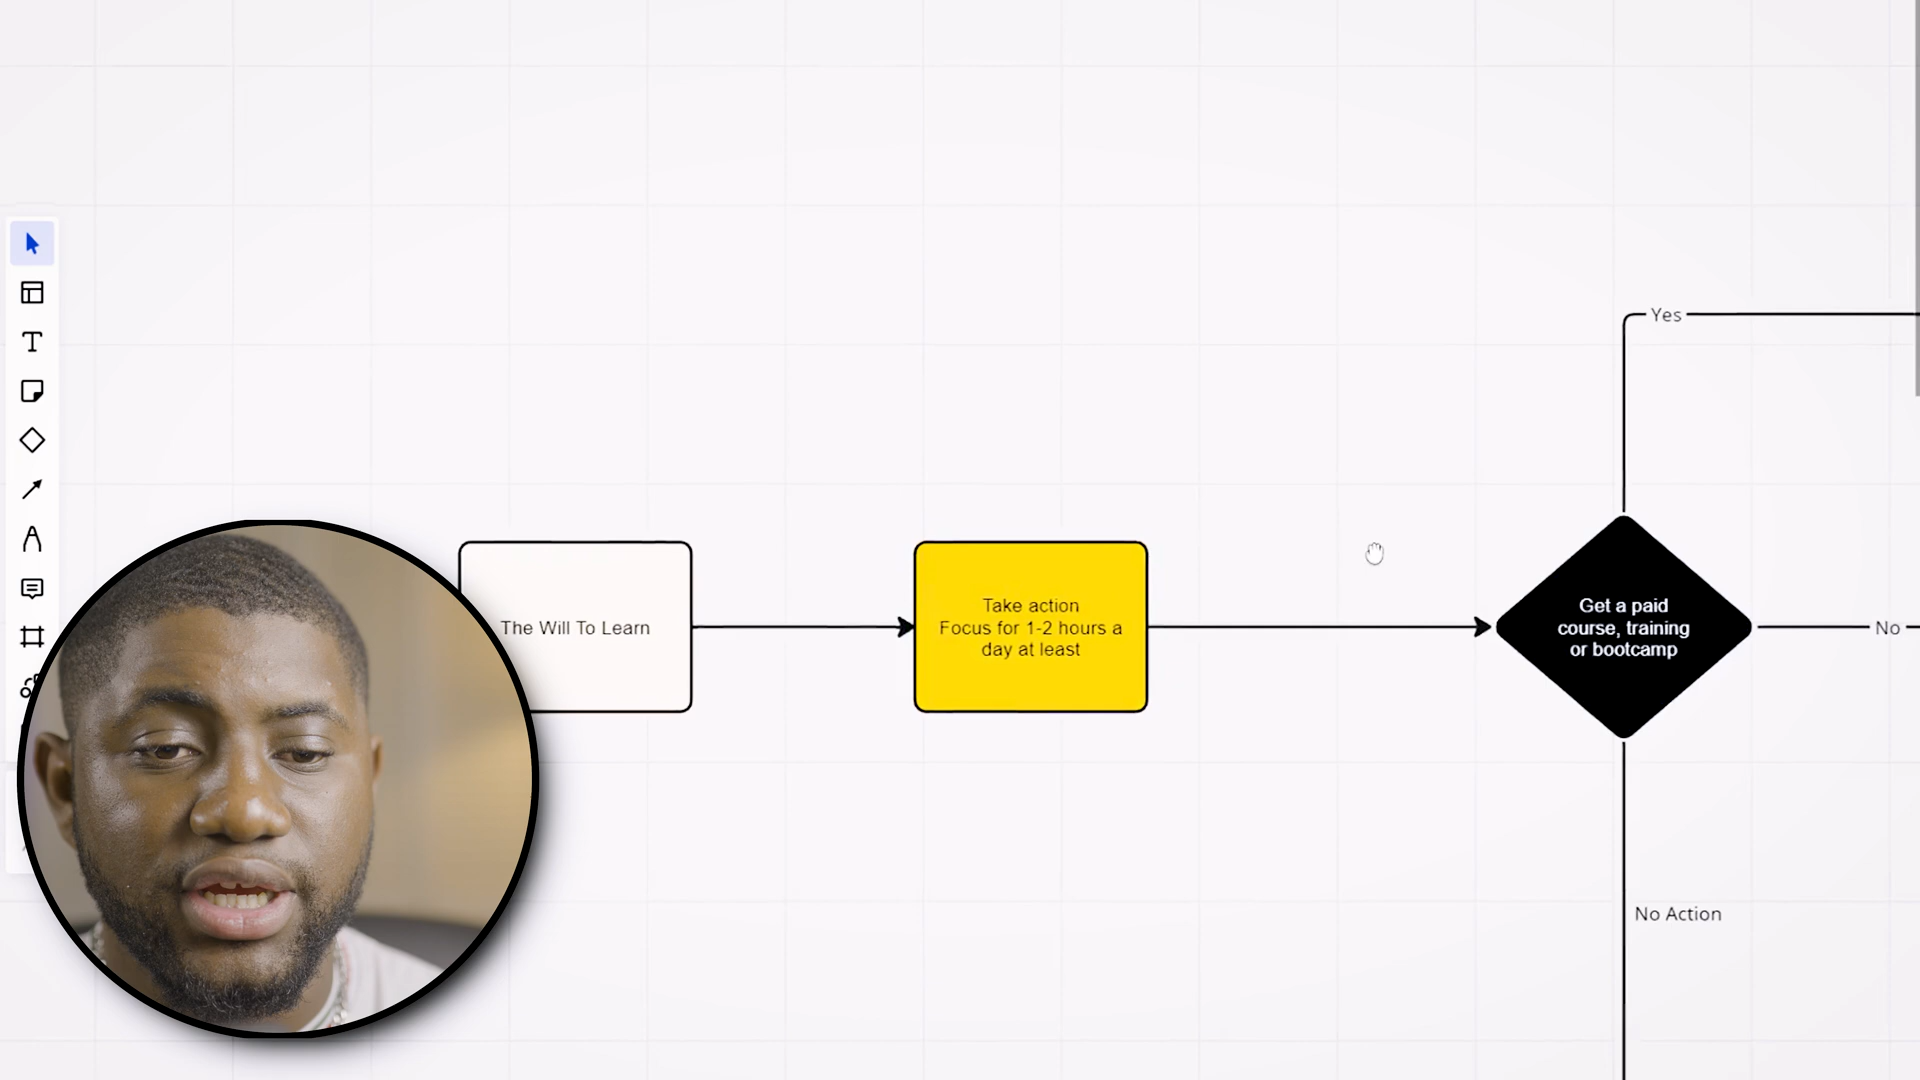 Yes
The Will To Learn
Take action
Focus for 1-2 hours a
day at least
Get a paid
course, training
or bootcamp
No
No Action